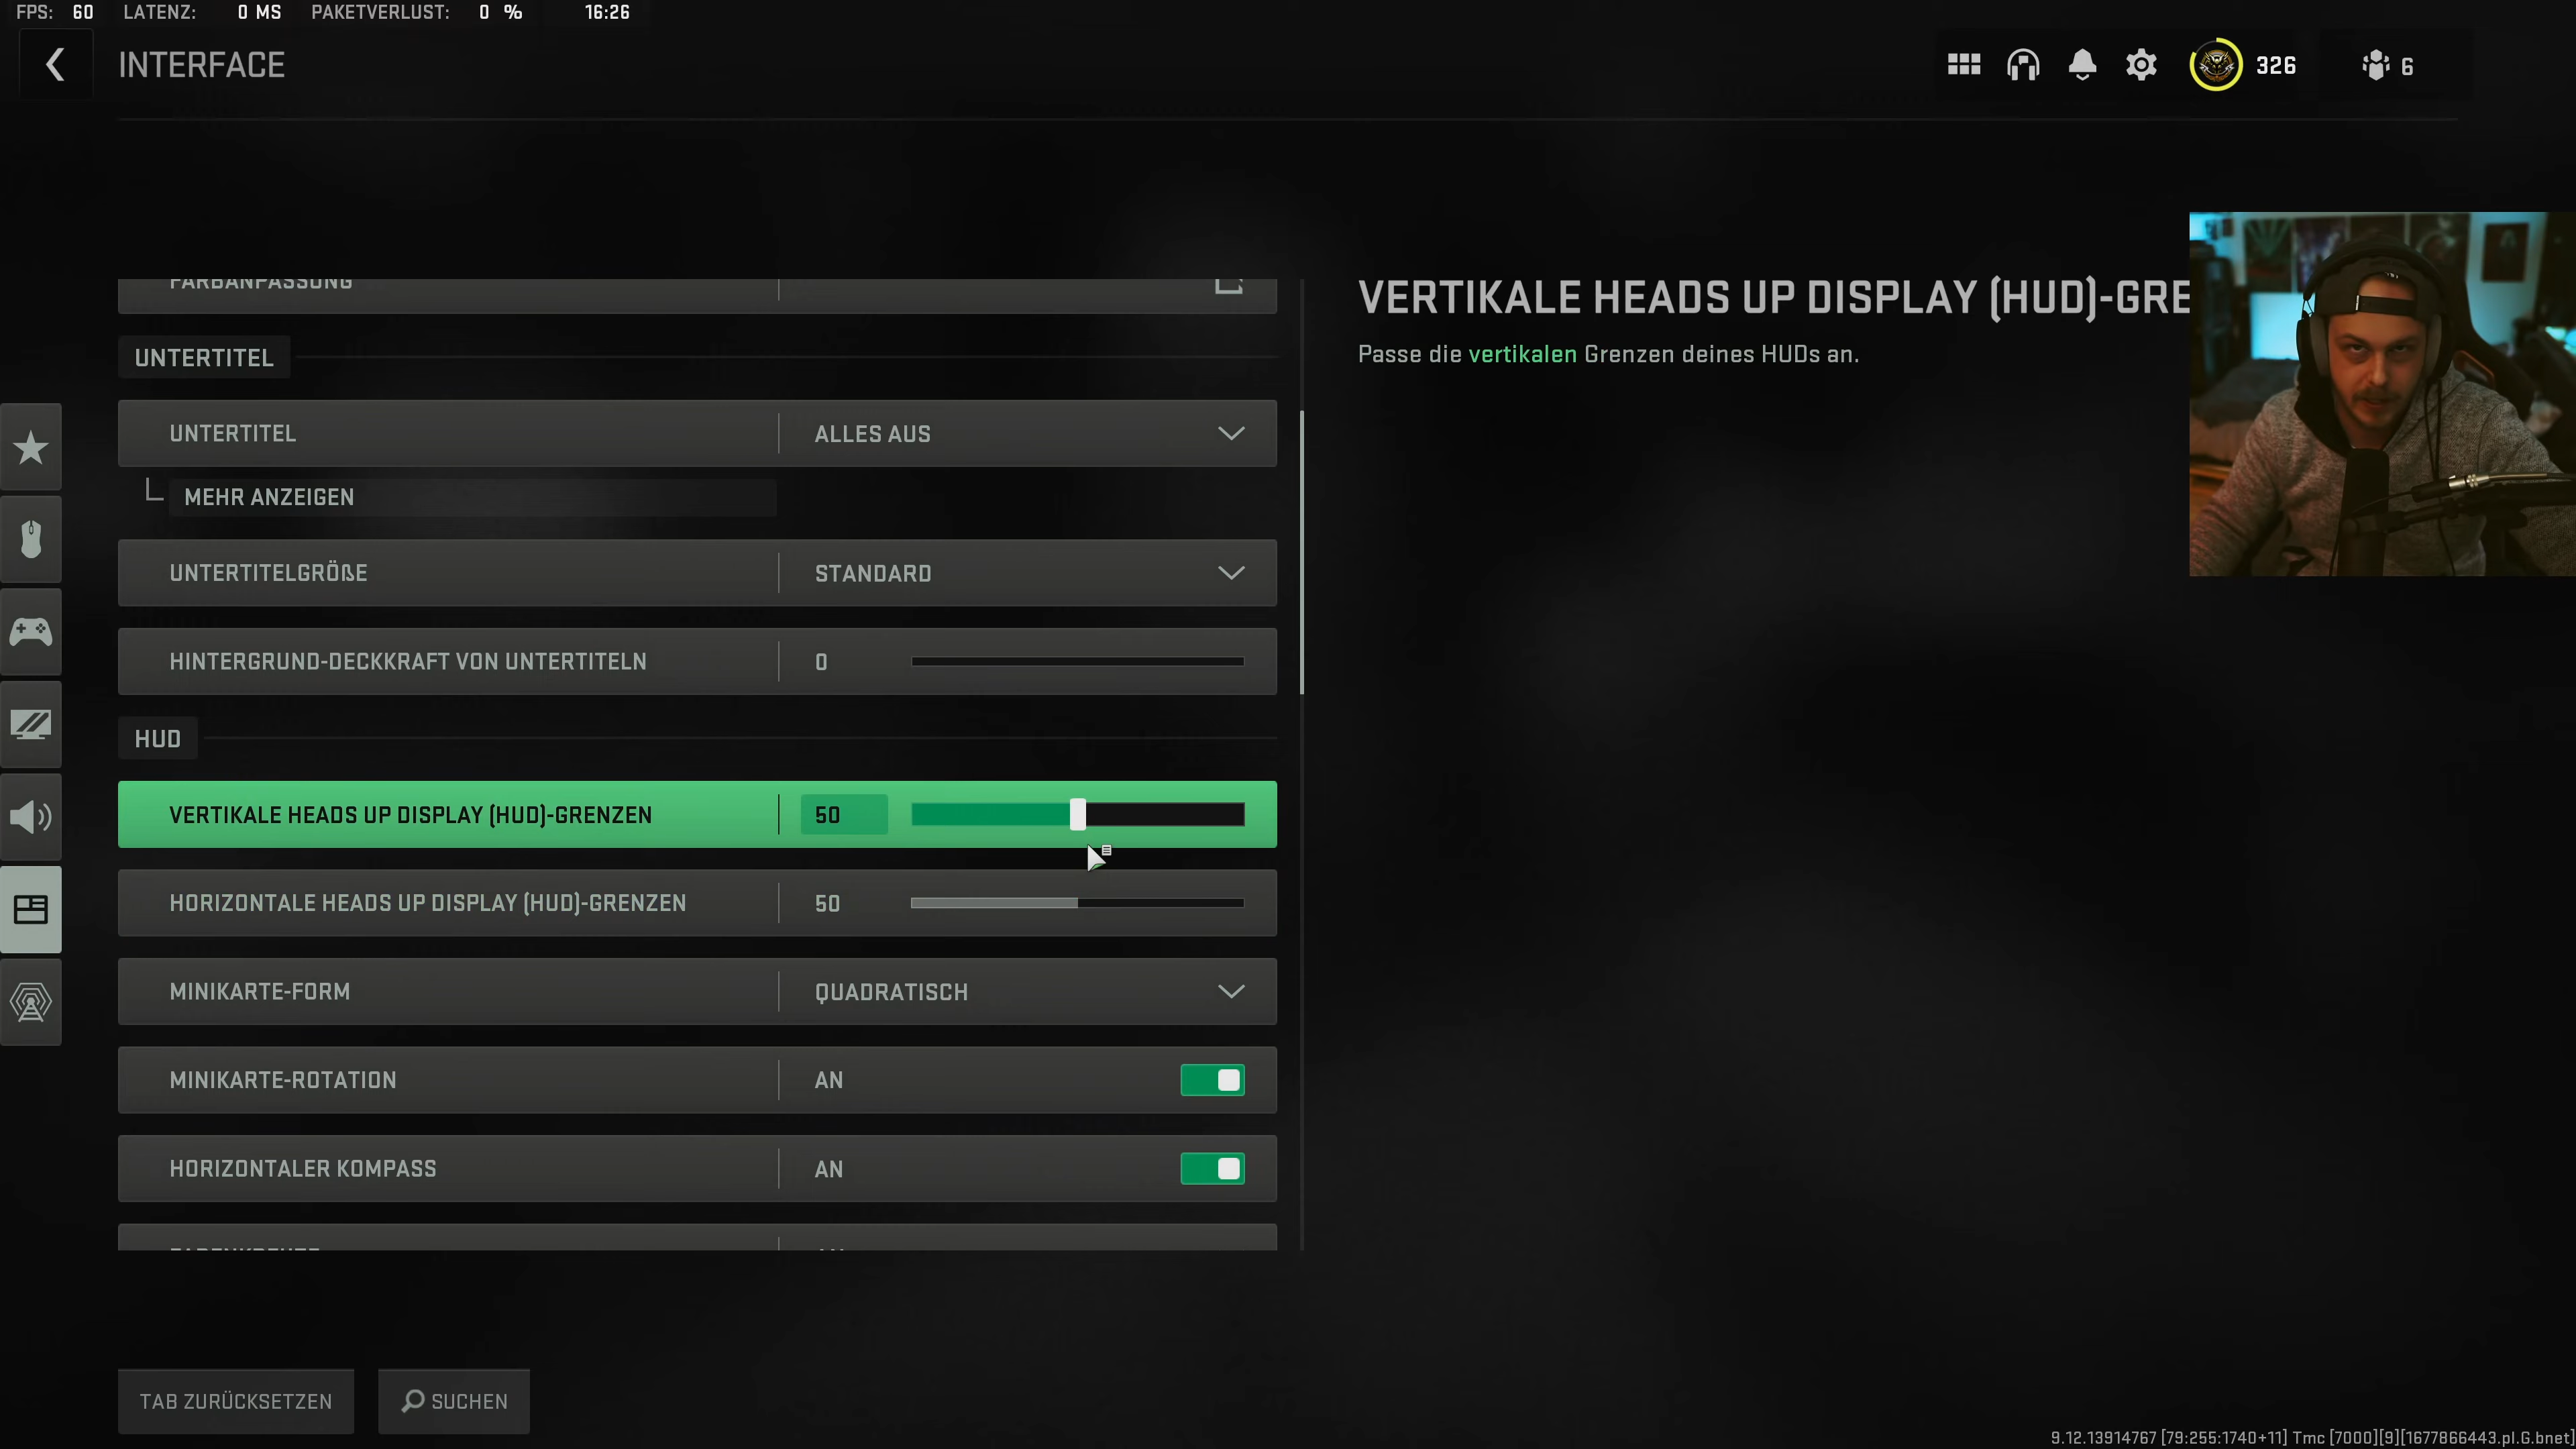 FPS: 60 LATENZ: 0 MS PAKETVERLUST: 0 % 16:26
INTERFACE
326
6
FARBANPASSUNG
UNTERTITEL
UNTERTITEL ALLES AUS
MEHR ANZEIGEN
UNTERTITELGRÖßE STANDARD
HINTERGRUND-DECKKRAFT VON UNTERTITELN 0
HUD
VERTIKALE HEADS UP DISPLAY (HUD)-GRENZEN 50
HORIZONTALE HEADS UP DISPLAY (HUD)-GRENZEN 50
MINIKARTE-FORM QUADRATISCH
MINIKARTE-ROTATION AN
HORIZONTALER KOMPASS AN
VERTIKALE HEADS UP DISPLAY (HUD)-GRE
Passe die vertikalen Grenzen deines HUDs an.
TAB ZURÜCKSETZEN SUCHEN
9.12.13914767 [79:255:1740+11] Tmc [7000][9][1677866443.pl.G.bnet]